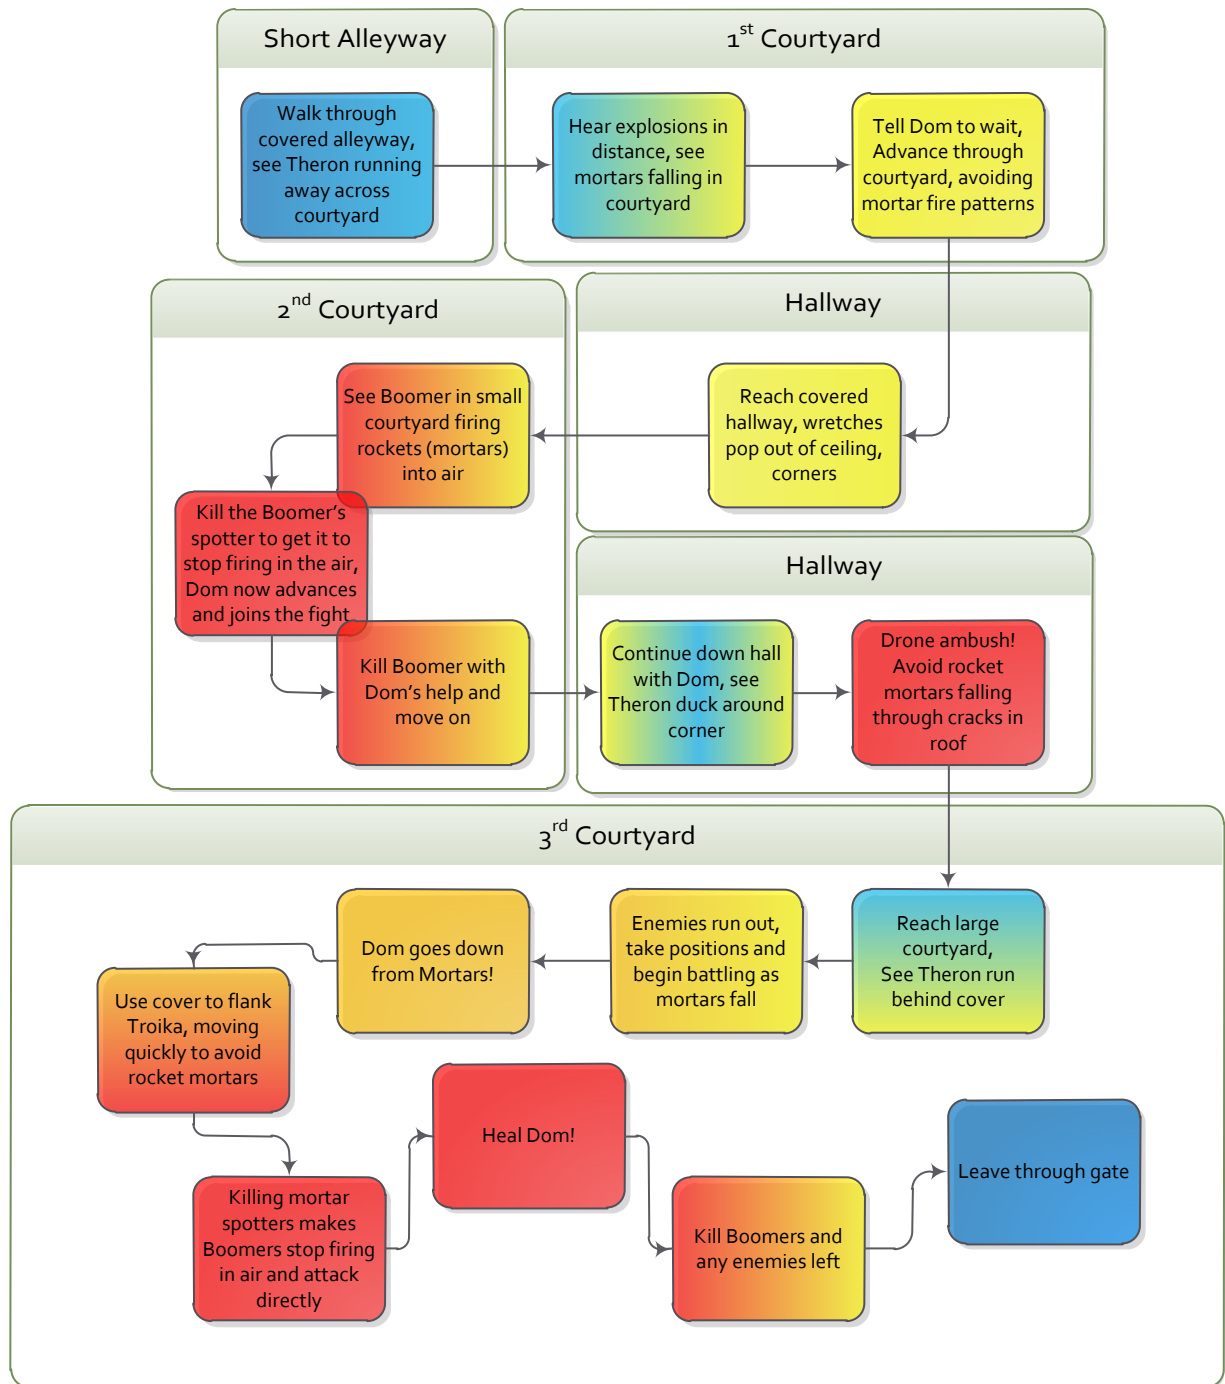 Short Alleyway
Walk through
covered alleyway,
see Theron running
away across
courtyard
1st Courtyard
Hear explosions in
distance, see
mortars falling in
courtyard
Tell Dom to wait,
Advance through
courtyard, avoiding
mortar fire patterns
Hallway
Reach covered
hallway, wretches
pop out of ceiling,
corners
2nd Courtyard
See Boomer in small
courtyard firing
rockets (mortars)
into air
Kill the Boomer's
spotter to get it to
stop firing in the air,
Dom now advances
and joins the fight
Kill Boomer with
Dom's help and
move on
Hallway
Continue down hall
with Dom, see
Theron duck around
corner
Drone ambush!
Avoid rocket
mortars falling
through cracks in
roof
3rd Courtyard
Reach large
courtyard,
See Theron run
behind cover
Enemies run out,
take positions and
begin battling as
mortars fall
Dom goes down
from Mortars!
Use cover to flank
Troika, moving
quickly to avoid
rocket mortars
Killing mortar
spotters makes
Boomers stop firing
in air and attack
directly
Heal Dom!
Kill Boomers and
any enemies left
Leave through gate